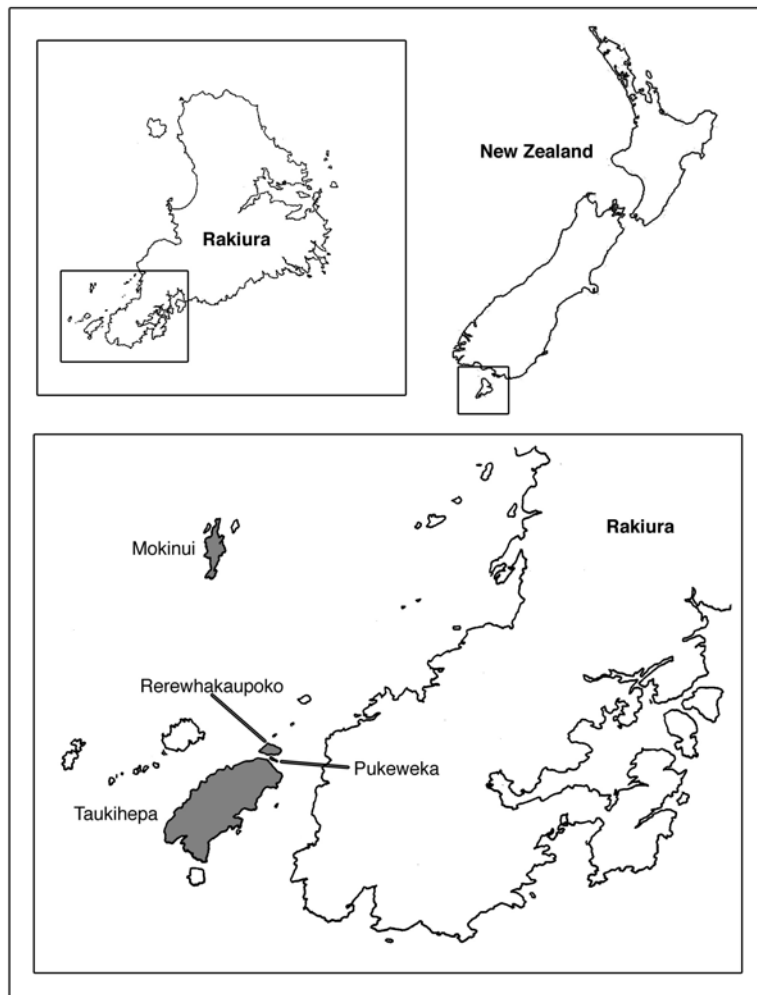 New Zealand
Rakiura
Rakiura
Mokinui
Rerewhakaupoko
Pukeweka
Taukihepa